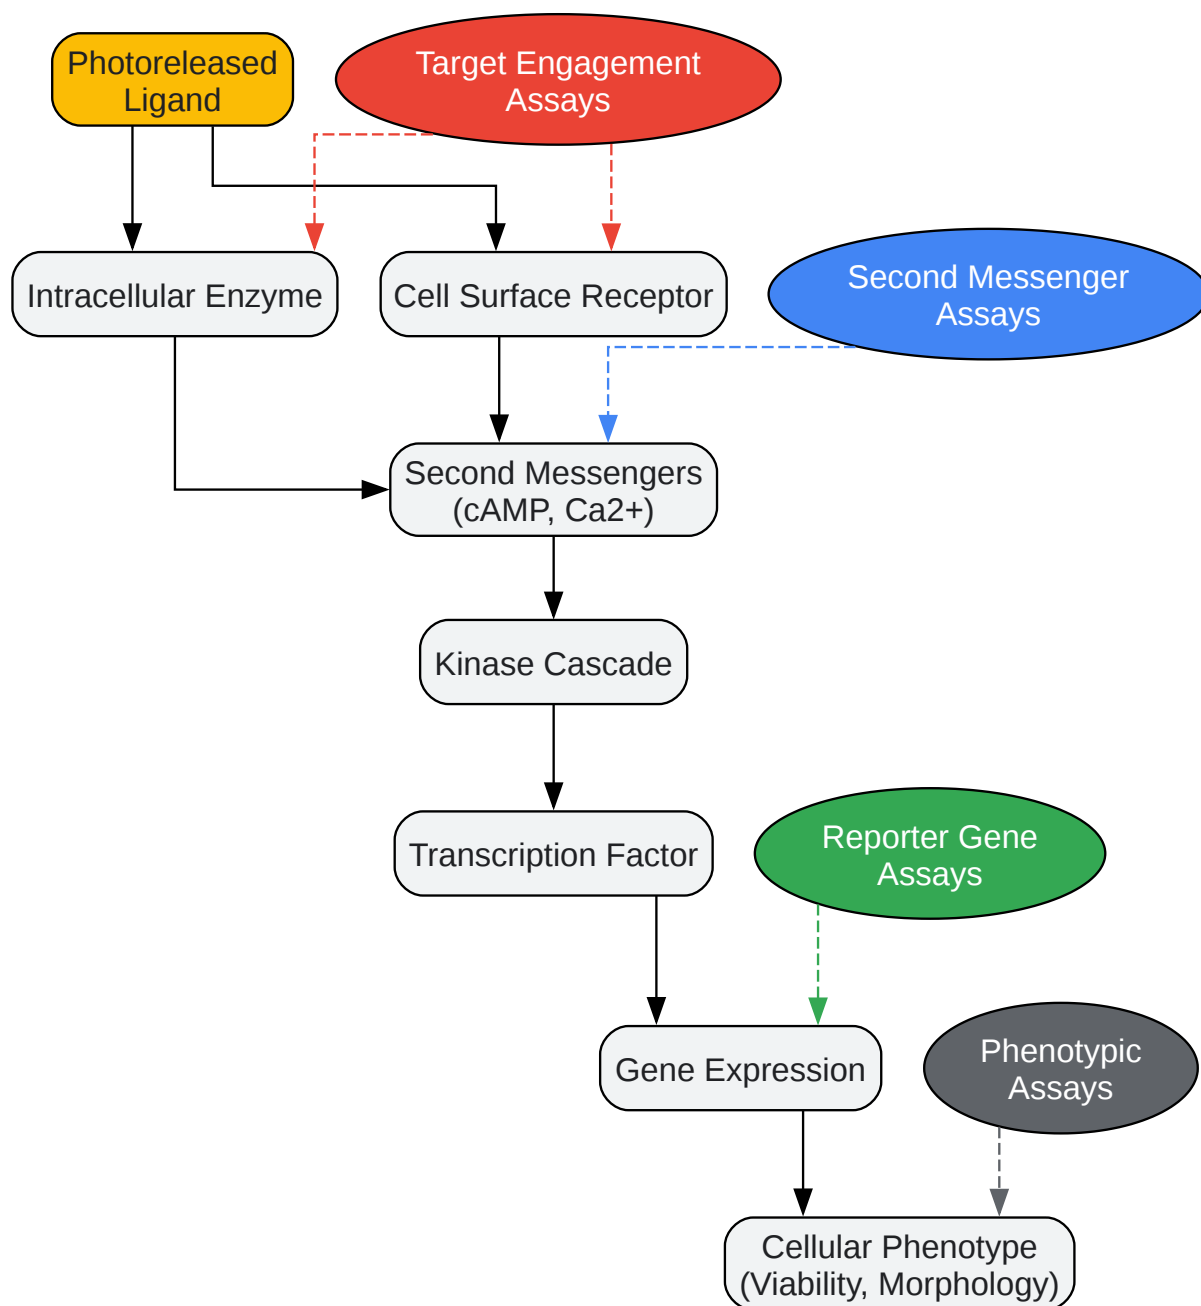 Photoreleased
Ligand
Target Engagement
Assays
Intracellular Enzyme
Cell Surface Receptor
Second Messenger
Assays
Second Messengers
(cAMP, Ca2+)
Kinase Cascade
Transcription Factor
Reporter Gene
Assays
Gene Expression
Phenotypic
Assays
Cellular Phenotype
(Viability, Morphology)